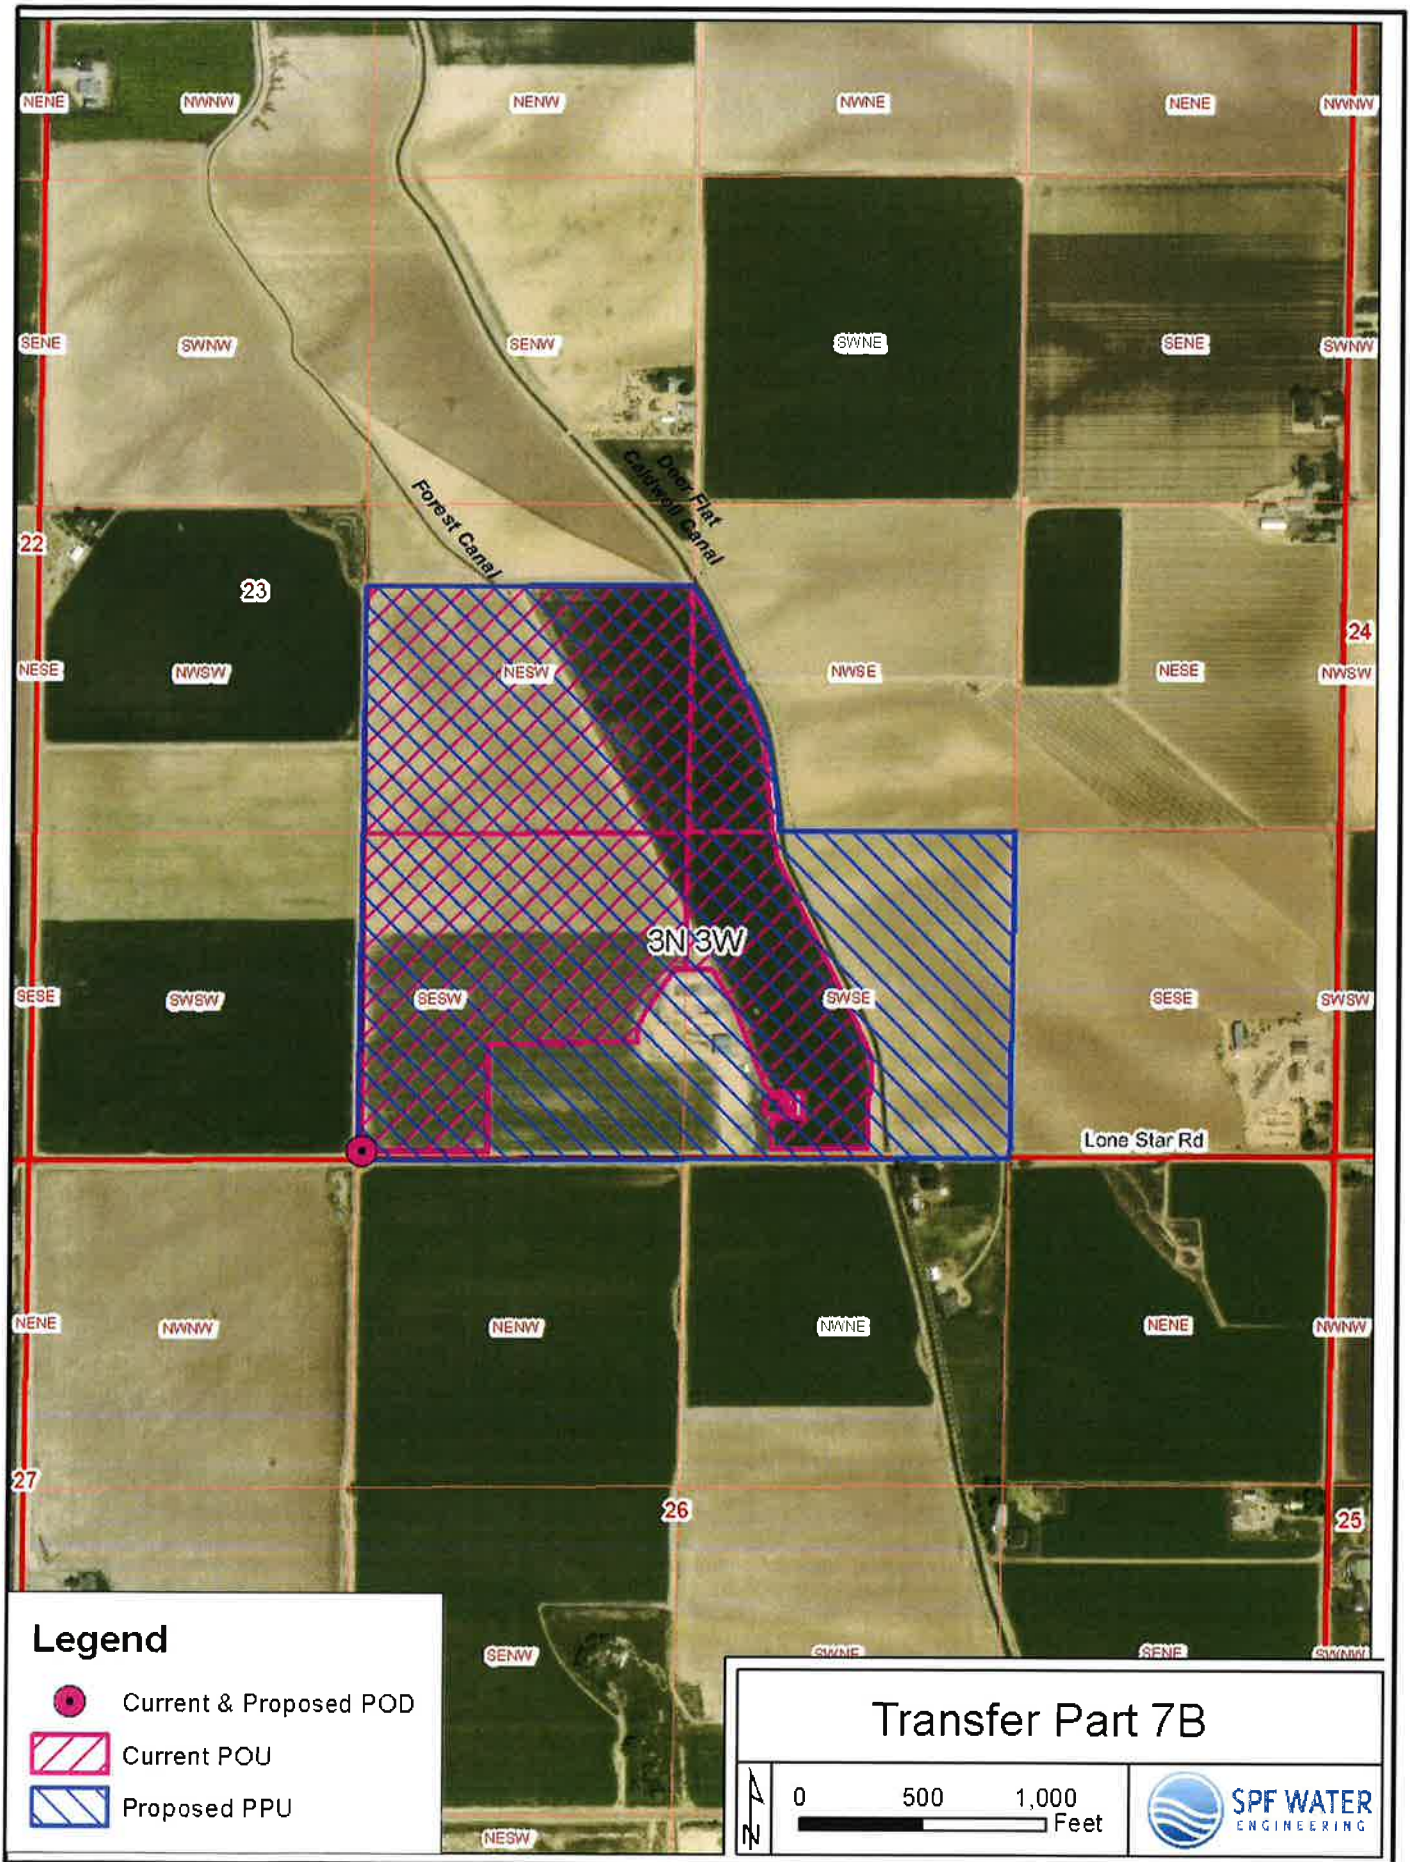 NENE
NWNW
NENW
NWNE
NENE
NWNW
SENE
SWNW
SENW
SWNE
SENE
SWNW
Deer Flat
Caldwell Canal
Forest Canal
22
23
24
NESE
NWSW
NESW
NWSE
NESE
NWSW
3N 3W
SESE
SWSW
SESW
SWSE
SESE
SWSW
Lone Star Rd
NENE
NWNW
NENW
NWNE
NENE
NWNW
27
26
25
SENW
SWNE
SENE
SWNW
NESW
Legend
Current & Proposed POD
Current POU
Proposed PPU
Transfer Part 7B
N
0 500 1,000
Feet
SPF WATER
ENGINEERING